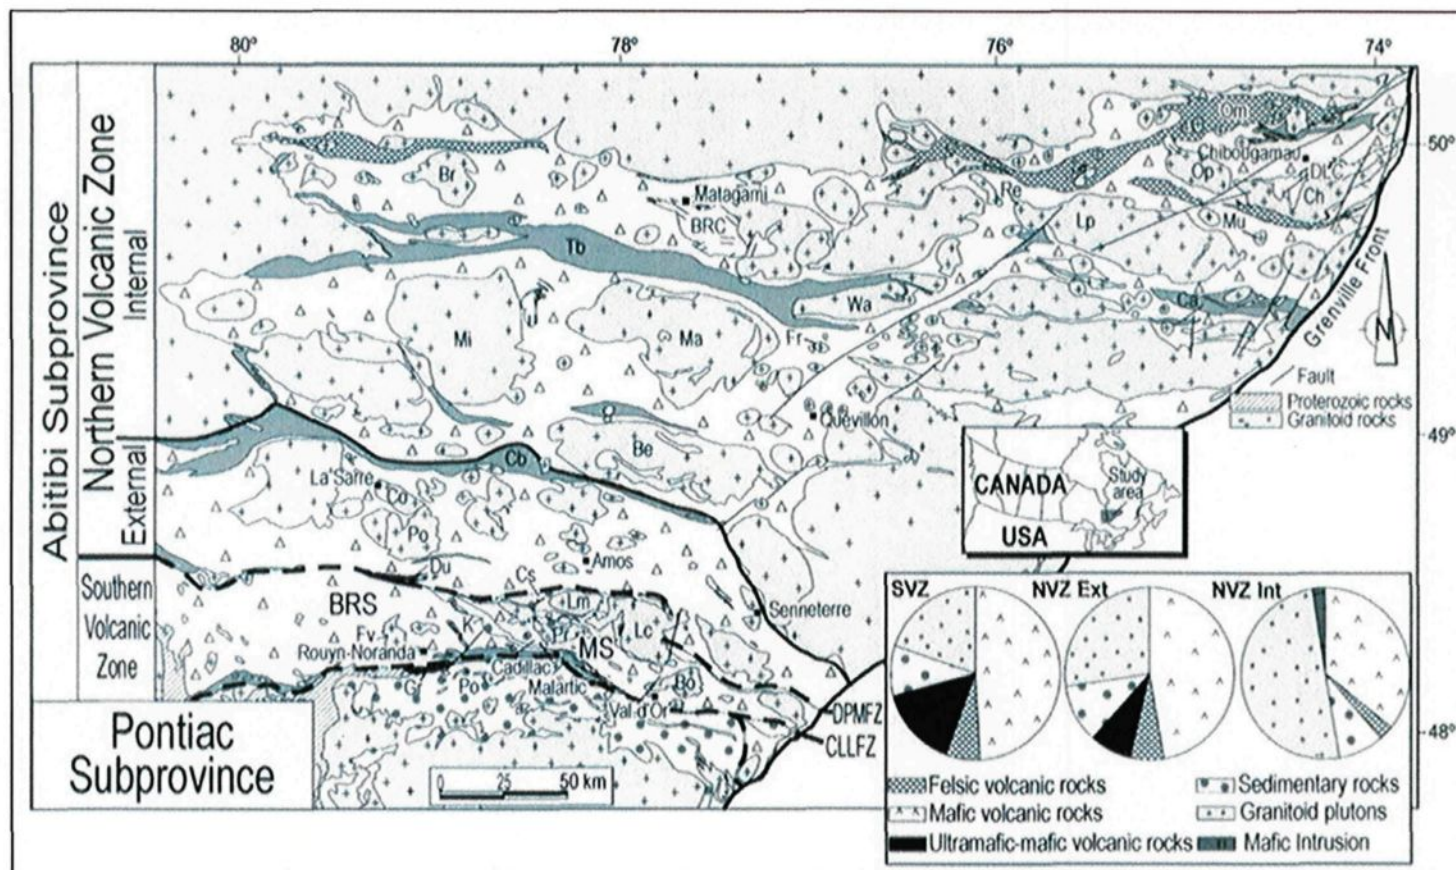 80° 78° 76° 74°
50°
49°
48°
Abitibi Subprovince
Northern Volcanic Zone
Internal
External
Southern
Volcanic
Zone
Pontiac
Subprovince
Om
Chibougamau
Op
DLC
Ch
Br
Matagami
BRC
Re
Lp
Mu
Tb
Wa
Ca
Grenville Front
N
Mi
Ma
Fr
Quévillon
Fault
Proterozoic rocks
Granitoid rocks
Cb
Be
La Sarre
Co
Po
Du
Amos
Cs
Senneterre
CANADA
Study
area
USA
BRS
Lm
K
Fv
Pr
Lc
MS
Rouyn-Noranda
Cadillac
Po
Malartic
Bo
Val-d'Or
DPMFZ
CLLFZ
0 25 50 km
SVZ NVZ Ext NVZ Int
Felsic volcanic rocks
Mafic volcanic rocks
Ultramafic-mafic volcanic rocks
Sedimentary rocks
Granitoid plutons
Mafic Intrusion